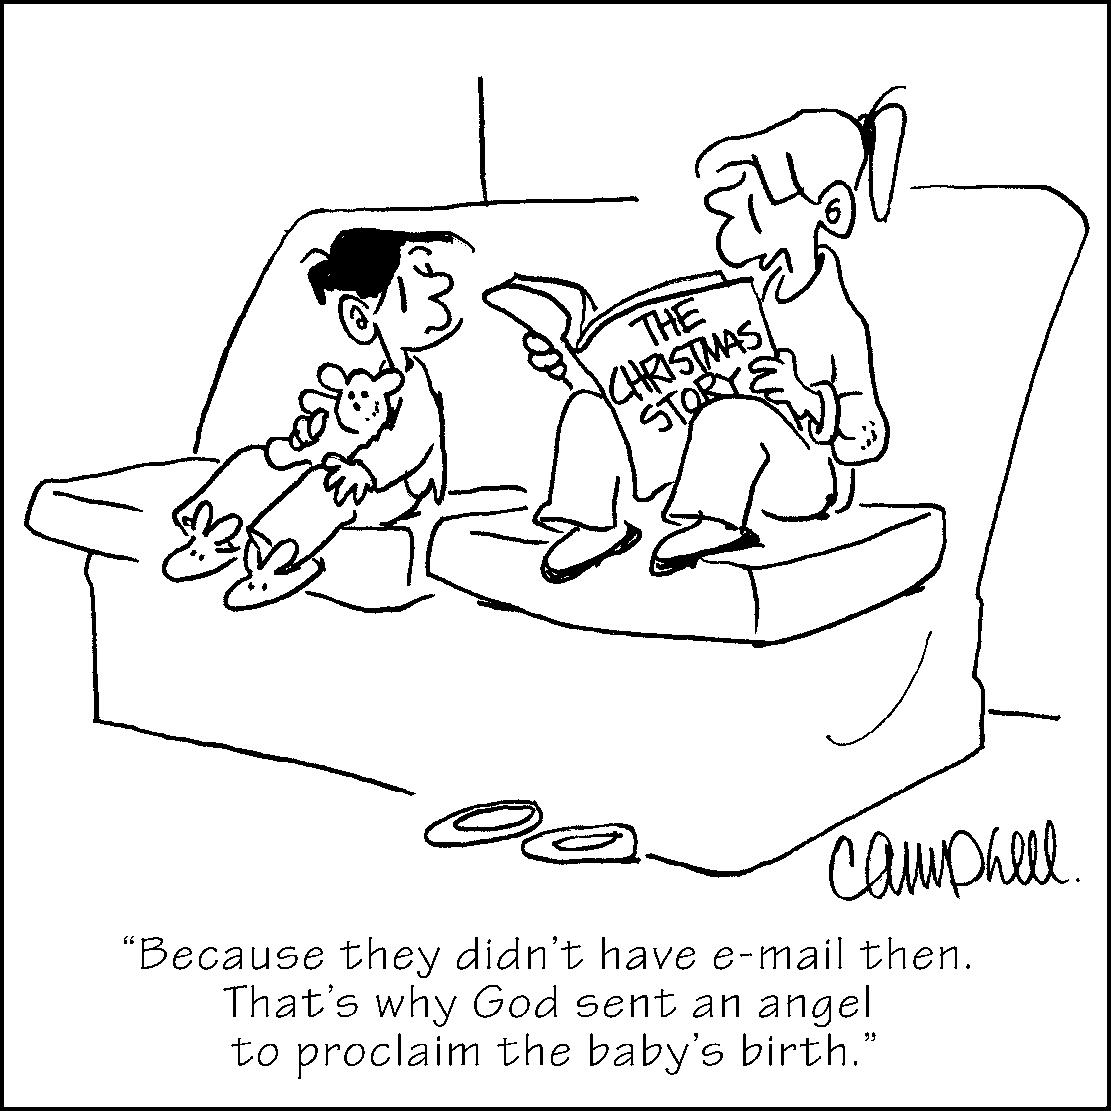 THE
CHRISTMAS
STORY
CAMPBELL.
“Because they didn’t have e-mail then.
That’s why God sent an angel
to proclaim the baby’s birth.”